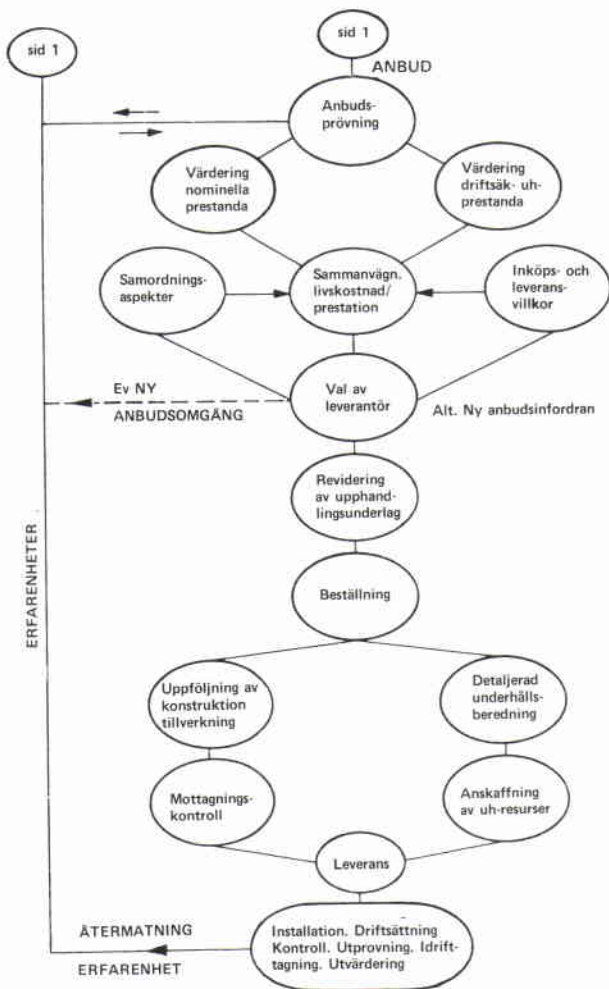 sid 1
sid 1
ANBUD
Anbuds-
prövning
Värdering
nominella
prestanda
Värdering
driftsäk- uh-
prestanda
Samordnings-
aspekter
Sammanvägn.
livskostnad/
prestation
Inköps- och
leverans-
villkor
Ev NY
ANBUDSOMGÅNG
Val av
leverantör
Alt. Ny anbudsinfordran
Revidering
av upphand-
lingsunderlag
Beställning
ERFARENHETER
Uppföljning av
konstruktion
tillverkning
Detaljerad
underhålls-
beredning
Mottagnings-
kontroll
Anskaffning
av uh-resurser
Leverans
ÅTERMATNING
ERFARENHET
Installation. Driftsättning
Kontroll. Utprovning. Idrift-
tagning. Utvärdering